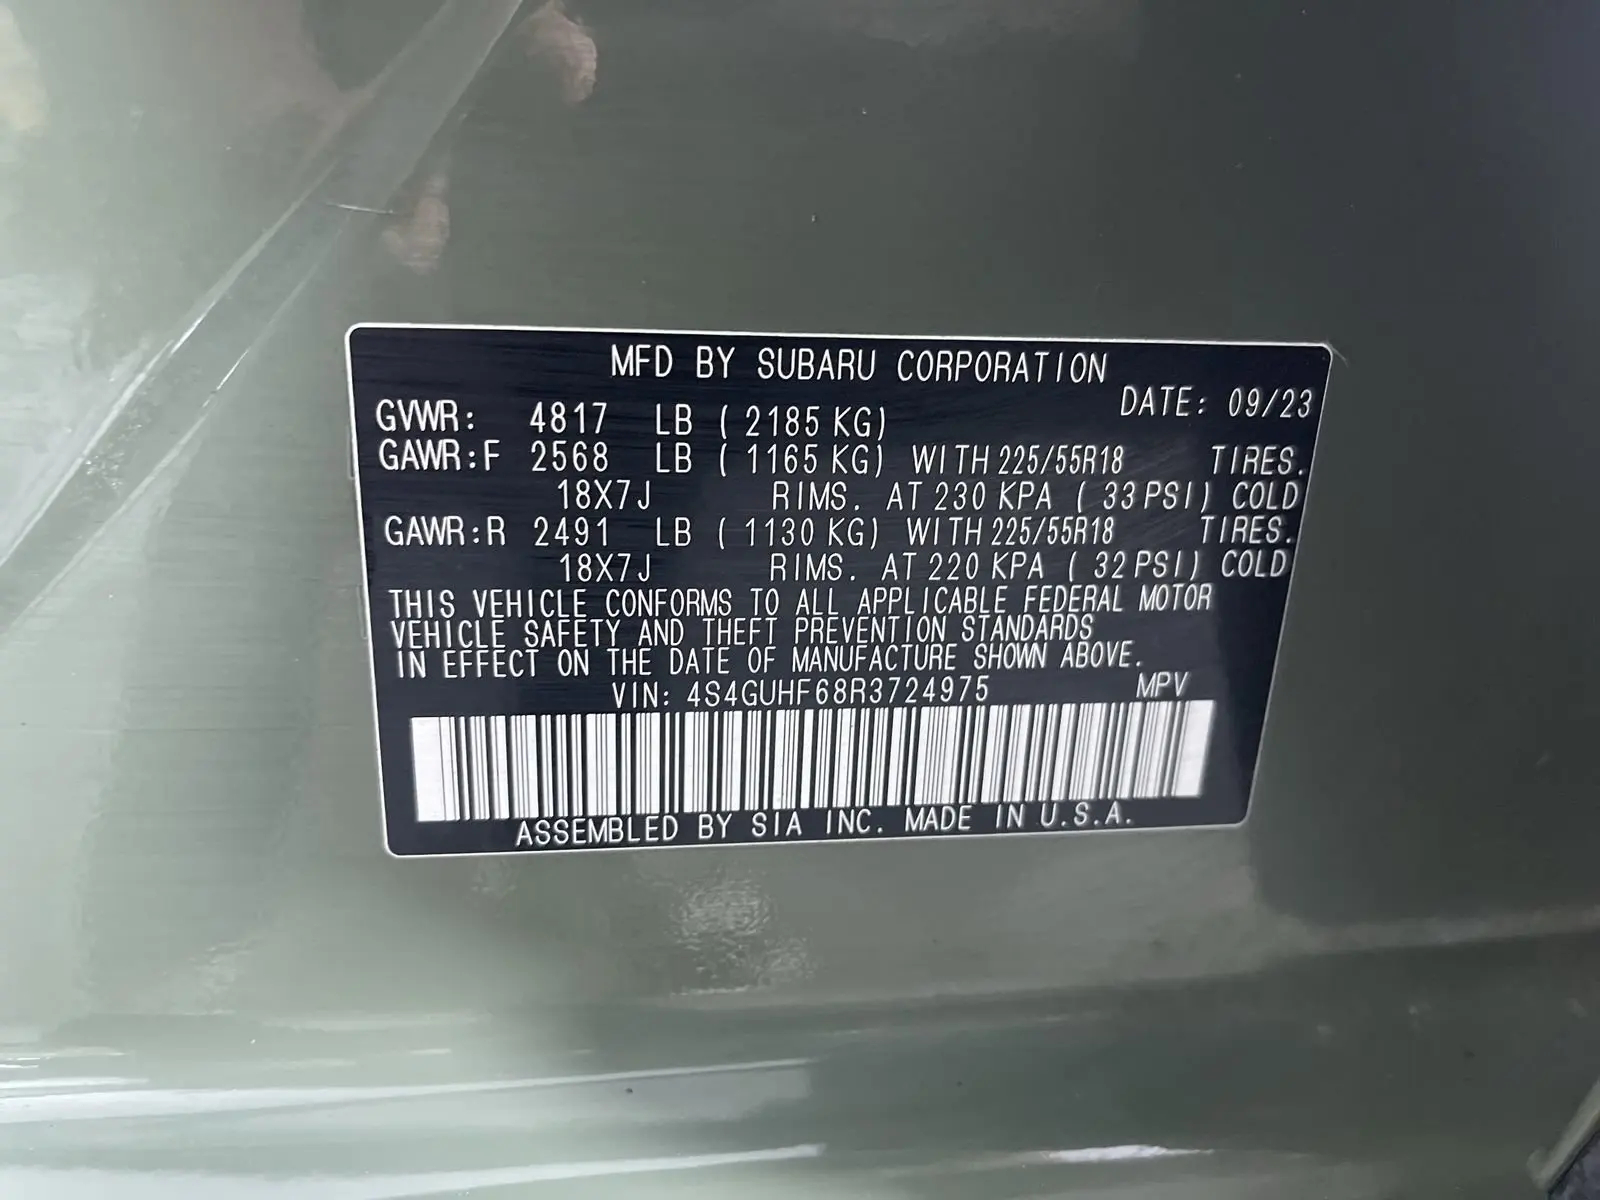 MFD BY SUBARU CORPORATION
DATE: 09/23
GVWR: 4817 LB ( 2185 KG)
GAWR:F 2568 LB ( 1165 KG) WITH 225/55R18 TIRES.
18X7J RIMS. AT 230 KPA ( 33 PSI) COLD
GAWR:R 2491 LB ( 1130 KG) WITH 225/55R18 TIRES.
18X7J RIMS. AT 220 KPA ( 32 PSI) COLD
THIS VEHICLE CONFORMS TO ALL APPLICABLE FEDERAL MOTOR
VEHICLE SAFETY AND THEFT PREVENTION STANDARDS
IN EFFECT ON THE DATE OF MANUFACTURE SHOWN ABOVE.
VIN: 4S4GUHF68R3724975 MPV
ASSEMBLED BY SIA INC. MADE IN U.S.A.